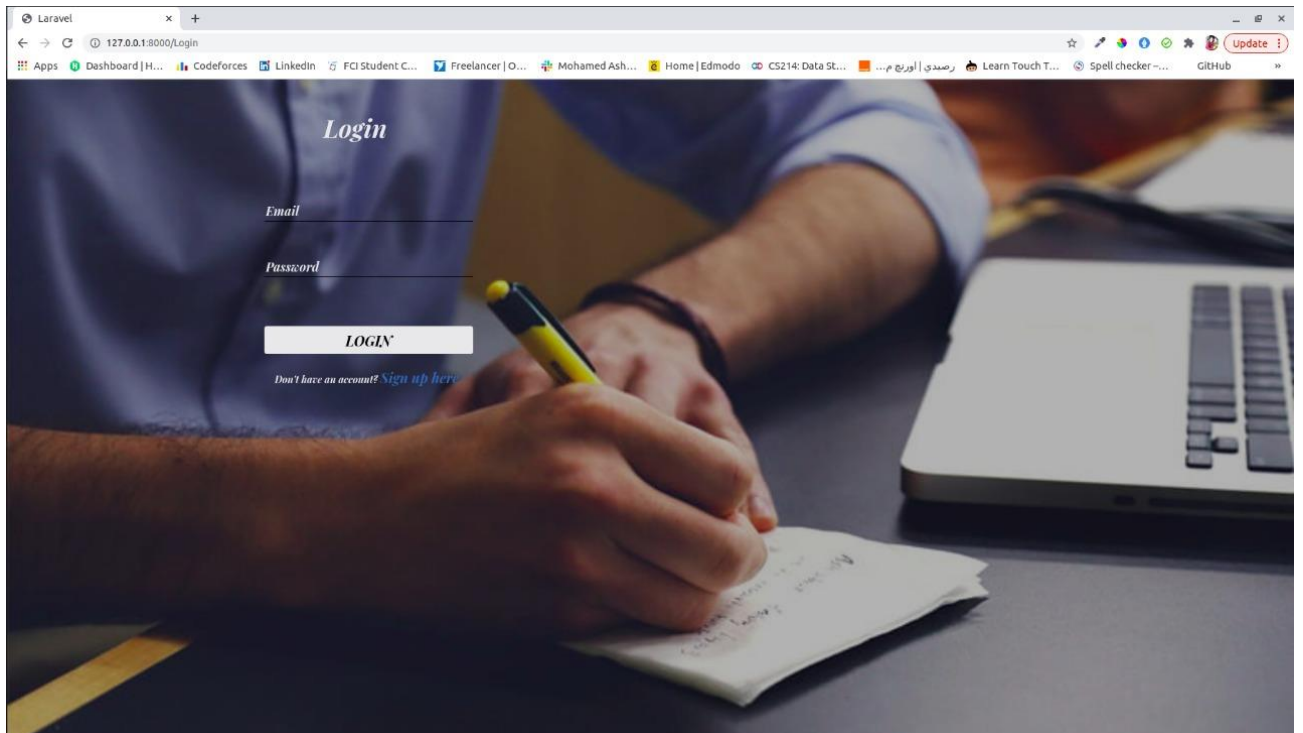 Laravel
127.0.0.1:8000/Login
Update
Apps Dashboard | H... Codeforces LinkedIn FCI Student C... Freelancer | O... Mohamed Ash... Home | Edmodo CS214: Data St... رصيدي | اورنچ م... Learn Touch T... Spell checker –... GitHub »
Login
Email
Password
LOGIN
Don't have an account? Sign up here